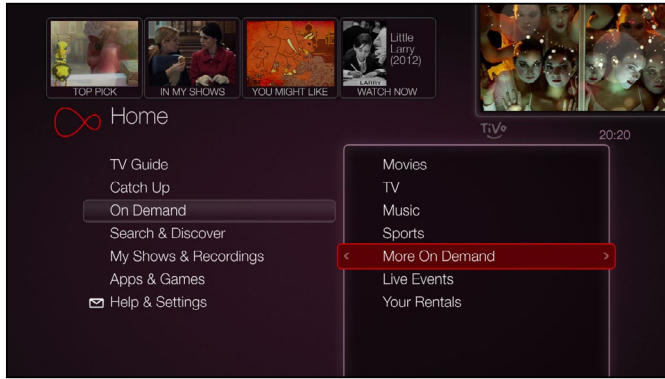 Little
Larry
(2012)
LARRY
TOP PICK
IN MY SHOWS
YOU MIGHT LIKE
WATCH NOW
Home
TiVo
20:20
TV Guide
Catch Up
On Demand
Search & Discover
My Shows & Recordings
Apps & Games
Help & Settings
Movies
TV
Music
Sports
More On Demand
Live Events
Your Rentals